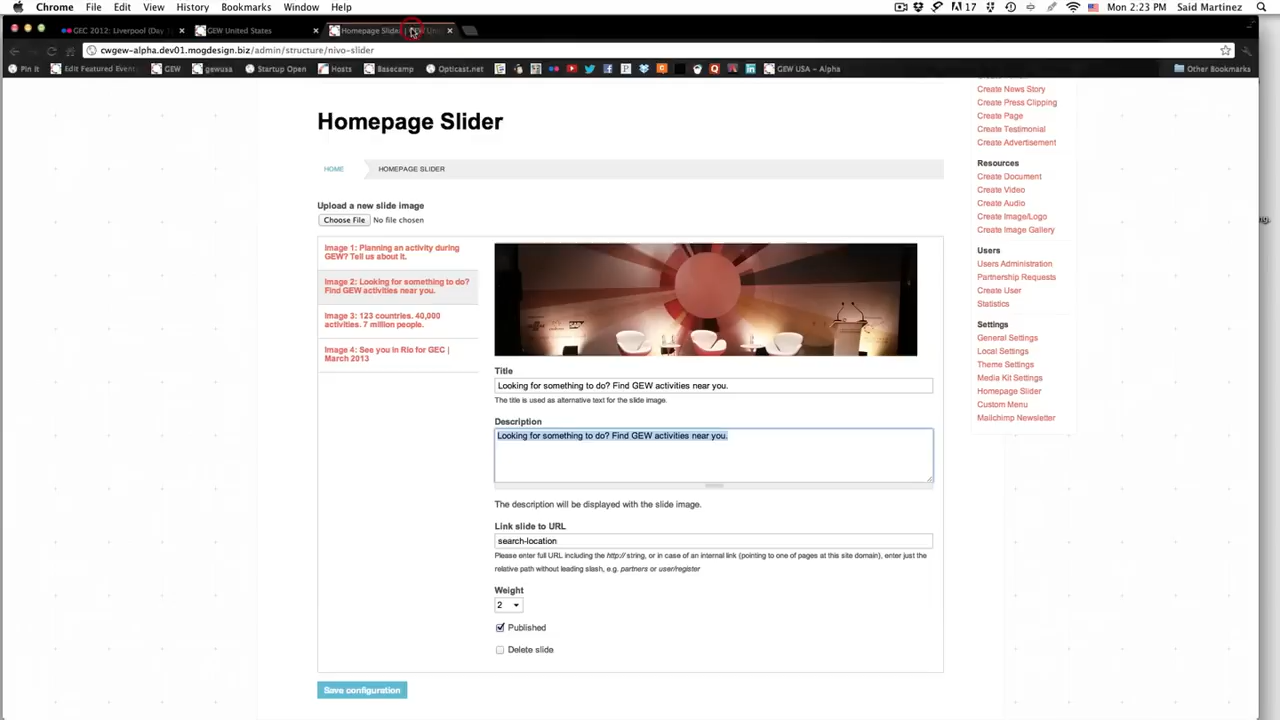 Chrome File Edit View History Bookmarks Window Help 17 Mon 2:23 PM Said Martinez
GEC 2012: Liverpool (Day GEW United States Homepage Slider
cwgew-alpha.dev01.mogdesign.biz/admin/structure/nivo-slider
Pin it Edit Featured Events GEW gewusa Startup Open Hosts Basecamp Opticast.net GEW USA ~ Alpha Other Bookmarks
Create News Story
Create Press Clipping
Create Page
Create Testimonial
Create Advertisement
Resources
Create Document
Create Video
Create Audio
Create Image/Logo
Create Image Gallery
Users
Users Administration
Partnership Requests
Create User
Statistics
Settings
General Settings
Local Settings
Theme Settings
Media Kit Settings
Homepage Slider
Custom Menu
Mailchimp Newsletter
Homepage Slider
HOME HOMEPAGE SLIDER
Upload a new slide image
Choose File No file chosen
Image 1: Planning an activity during
GEW? Tell us about it.
Image 2: Looking for something to do?
Find GEW activities near you.
Image 3: 123 countries. 40,000
activities. 7 million people.
Image 4: See you in Rio for GEC |
March 2013
Title
Looking for something to do? Find GEW activities near you.
The title is used as alternative text for the slide image.
Description
Looking for something to do? Find GEW activities near you.
The description will be displayed with the slide image.
Link slide to URL
search-location
Please enter full URL including the http:// string, or in case of an internal link (pointing to one of pages at this site domain), enter just the
relative path without leading slash, e.g. partners or user/register
Weight
2
Published
Delete slide
Save configuration